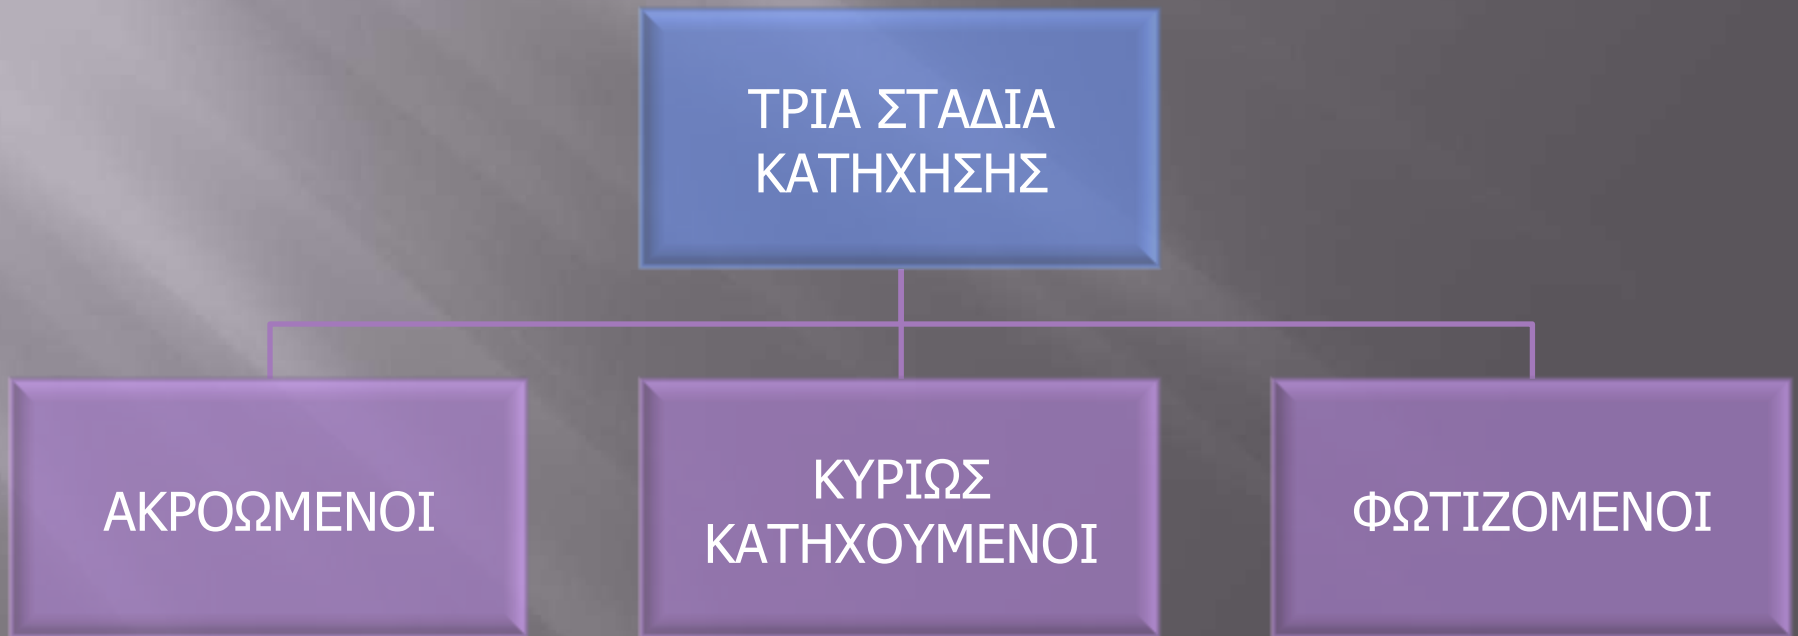 ΤΡΙΑ ΣΤΑΔΙΑ
ΚΑΤΗΧΗΣΗΣ
ΑΚΡΟΩΜΕΝΟΙ
ΚΥΡΙΩΣ
ΚΑΤΗΧΟΥΜΕΝΟΙ
ΦΩΤΙΖΟΜΕΝΟΙ